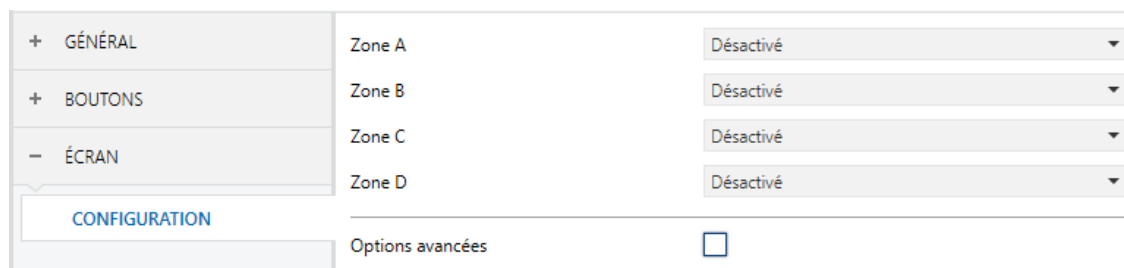 + GÉNÉRAL
+ BOUTONS
− ÉCRAN
CONFIGURATION
Zone A Désactivé
Zone B Désactivé
Zone C Désactivé
Zone D Désactivé
Options avancées